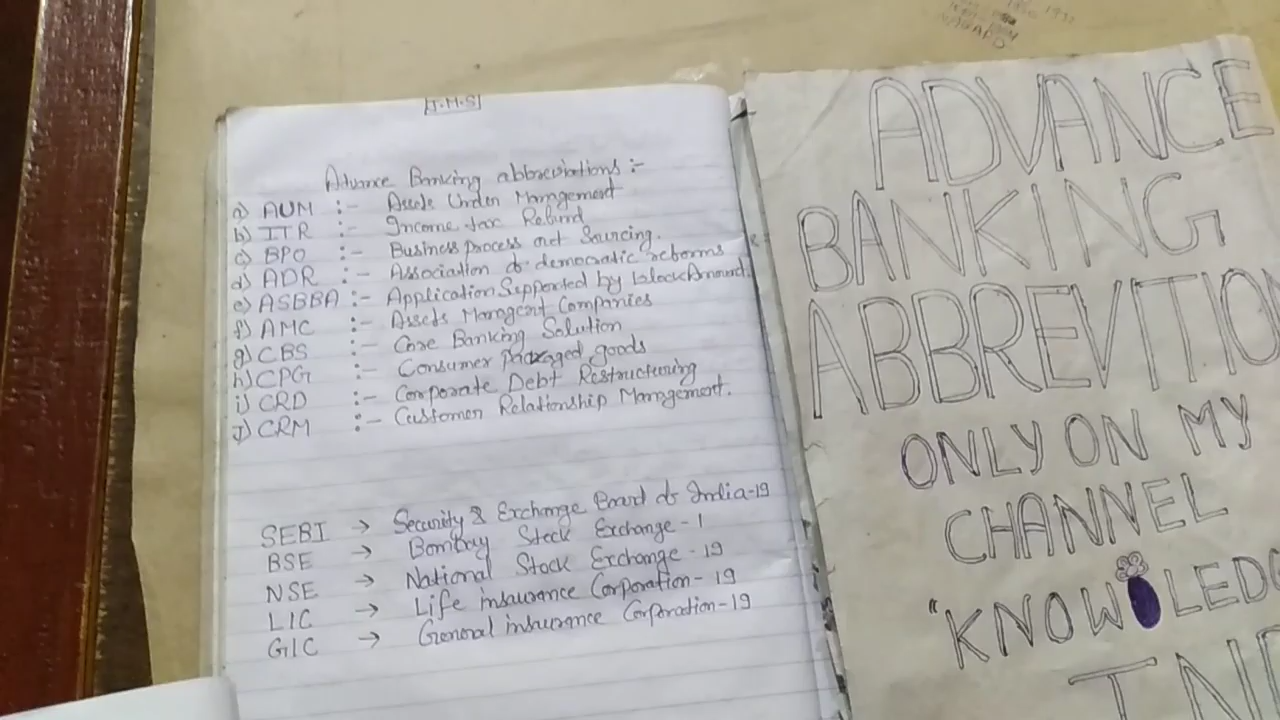 [T.M.S]
Advance Banking abbreviations :-
a) AUM :- Assets Under Management
b) ITR :- Income tax Refund
c) BPO :- Business process out Sourcing.
d) ADR :- Association of democratic reforms
e) ASBBA :- Application Supported by block Amount.
f) AMC :- Assets Managent Companies
g) CBS :- Core Banking Solution
h) CPG :- Consumer packaged goods
i) CRD :- Corporate Debt Restructuring
J) CRM :- Customer Relationship Mangement.
SEBI → Security & Exchange Board of India-19
BSE → Bombay Stock Exchange - 1
NSE → National Stock Exchange - 19
LIC → Life insurance Corporation - 19
GIC → General insurance Corporation-19
ADVANCE
BANKING
ABBREVITIO
ONLY ON MY
CHANNEL
"KNOWLEDG
IND